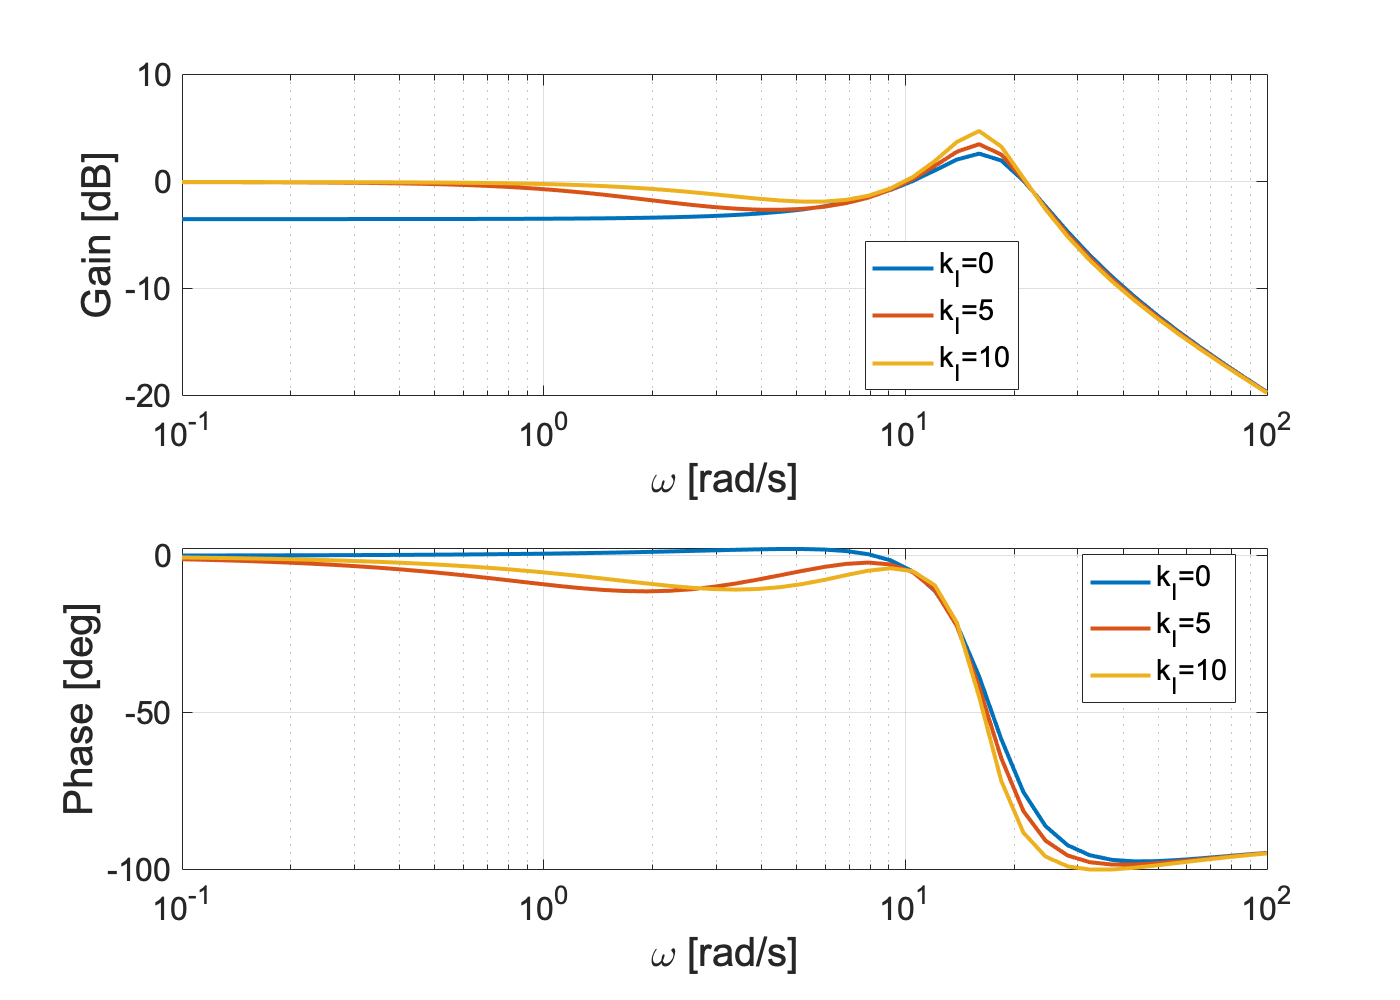 10
0
-10
-20
Gain [dB]
k_I=0
k_I=5
k_I=10
10^-1 10^0 10^1 10^2
ω [rad/s]
0
-50
-100
Phase [deg]
k_I=0
k_I=5
k_I=10
10^-1 10^0 10^1 10^2
ω [rad/s]